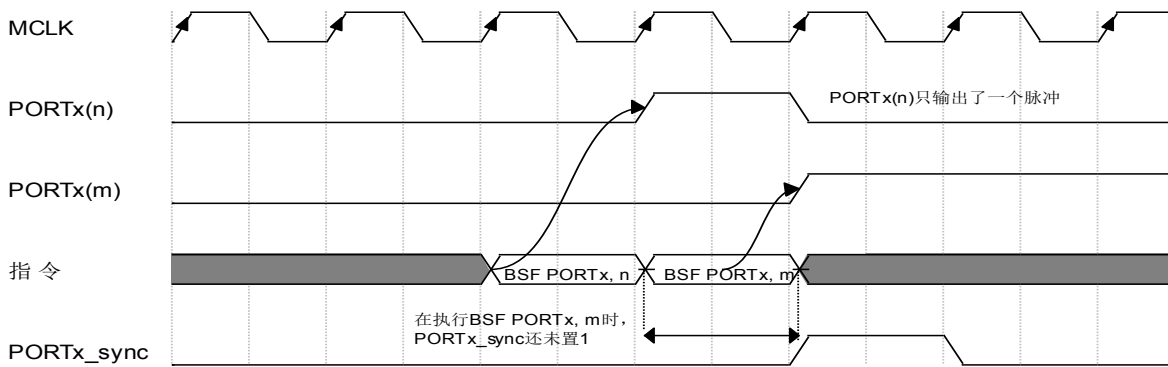 MCLK
PORTx(n)
PORTx(n)只输出了一个脉冲
PORTx(m)
指 令
BSF PORTx, n
BSF PORTx, m
在执行BSF PORTx, m时，
PORTx_sync还未置1
PORTx_sync